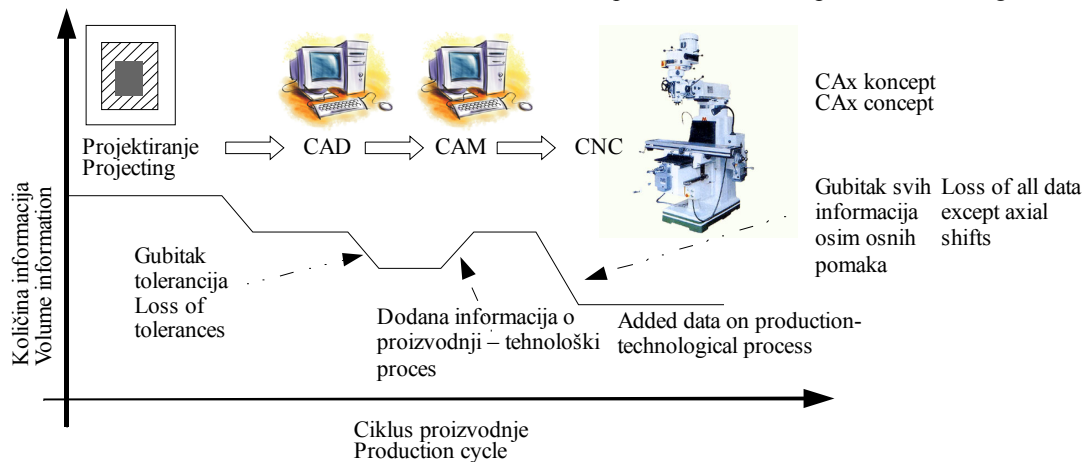 Projektiranje
Projecting
CAD
CAM
CNC
CAx koncept
CAx concept
Količina informacija
Volume information
Gubitak
tolerancija
Loss of
tolerances
Dodana informacija o
proizvodnji – tehnološki
proces
Added data on production-
technological process
Gubitak svih
informacija
osim osnih
pomaka
Loss of all data
except axial
shifts
Ciklus proizvodnje
Production cycle